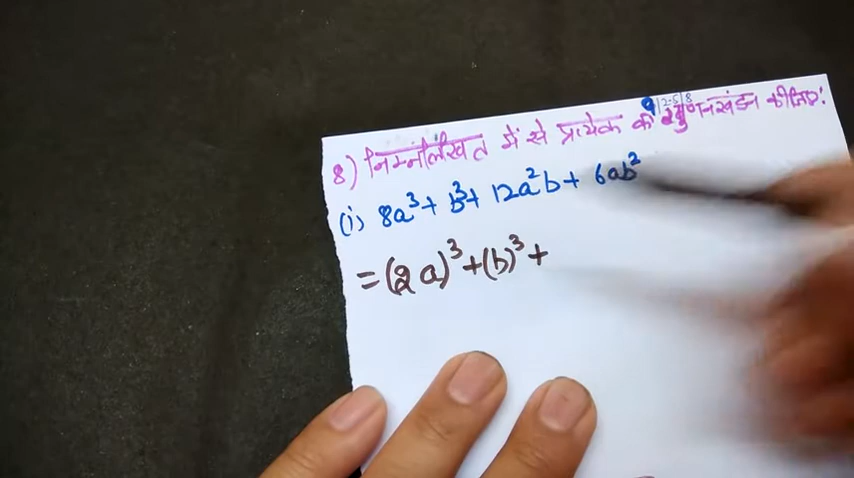 8) निम्नलिखित में से प्रत्येक की गुणनखंडन कीजिए:
(i) 8a³ + b³ + 12a²b + 6ab²
= (2a)³ + (b)³ +